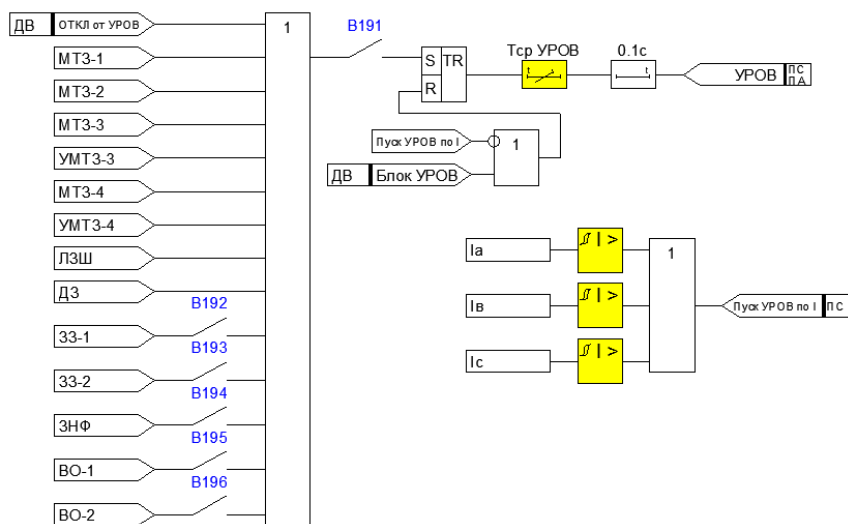 ДВ ОТКЛ от УРОВ
1
В191
МТЗ-1
S TR
Тср УРОВ
0.1с
t
t
УРОВ ПС ПА
R
МТЗ-2
МТЗ-3
Пуск УРОВ по I
1
УМТЗ-3
ДВ Блок УРОВ
МТЗ-4
УМТЗ-4
ЛЗШ
ДЗ
Iа
I >
1
Iв
I >
Пуск УРОВ по I ПС
Iс
I >
В192
ЗЗ-1
В193
ЗЗ-2
В194
ЗНФ
В195
ВО-1
В196
ВО-2